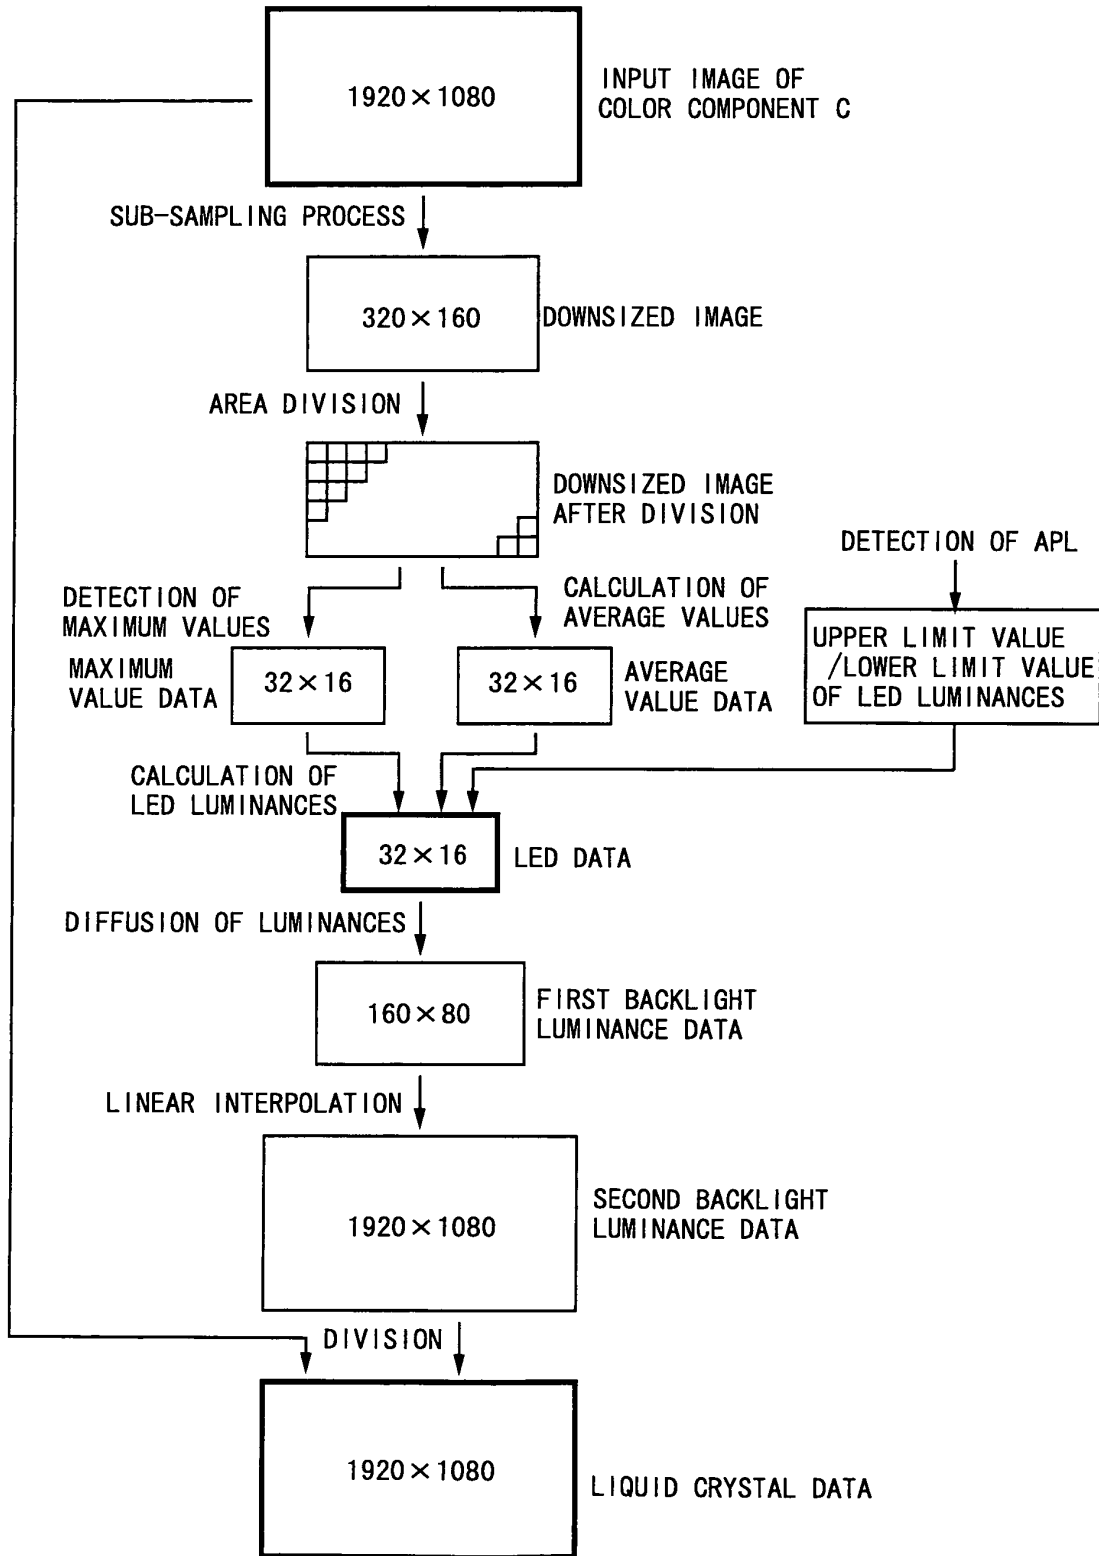 1920×1080
INPUT IMAGE OF
COLOR COMPONENT C
SUB-SAMPLING PROCESS
320×160
DOWNSIZED IMAGE
AREA DIVISION
DOWNSIZED IMAGE
AFTER DIVISION
DETECTION OF APL
DETECTION OF
MAXIMUM VALUES
CALCULATION OF
AVERAGE VALUES
UPPER LIMIT VALUE
/LOWER LIMIT VALUE
OF LED LUMINANCES
MAXIMUM
VALUE DATA
32×16
32×16
AVERAGE
VALUE DATA
CALCULATION OF
LED LUMINANCES
32×16
LED DATA
DIFFUSION OF LUMINANCES
160×80
FIRST BACKLIGHT
LUMINANCE DATA
LINEAR INTERPOLATION
1920×1080
SECOND BACKLIGHT
LUMINANCE DATA
DIVISION
1920×1080
LIQUID CRYSTAL DATA